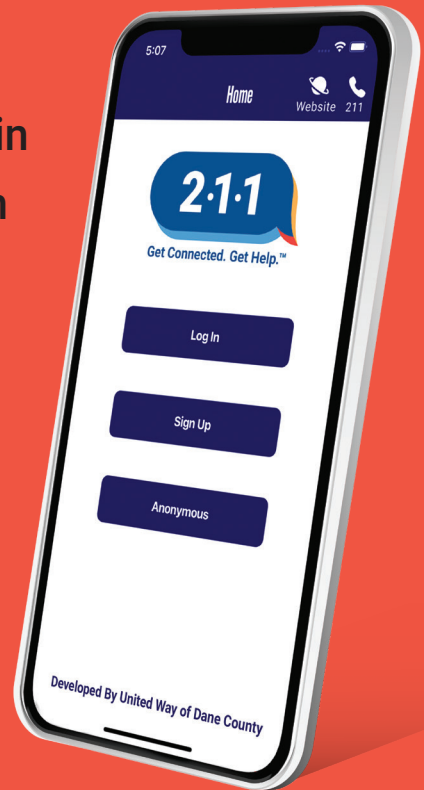 in
n
5:07
Home
Website 211
2·1·1
Get Connected. Get Help.™
Log In
Sign Up
Anonymous
Developed By United Way of Dane County